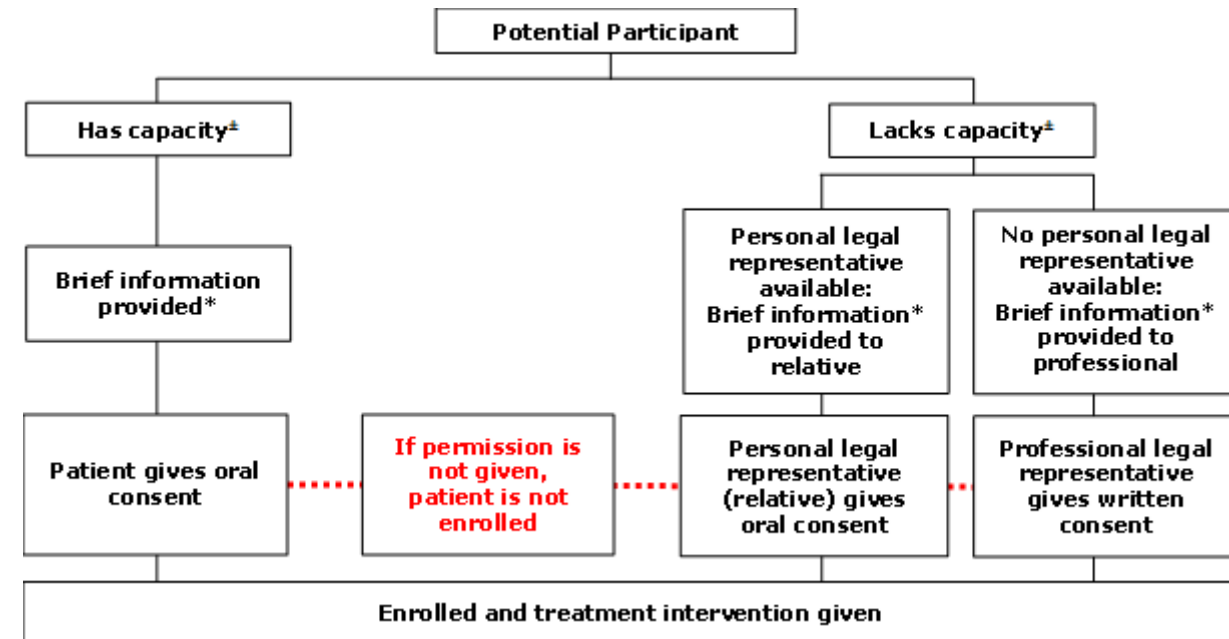 Potential Participant
Has capacity±
Lacks capacity±
Brief information
provided*
Personal legal
representative
available:
Brief information*
provided to
relative
No personal legal
representative
available:
Brief information*
provided to
professional
Patient gives oral
consent
If permission is
not given,
patient is not
enrolled
Personal legal
representative
(relative) gives
oral consent
Professional legal
representative
gives written
consent
Enrolled and treatment intervention given